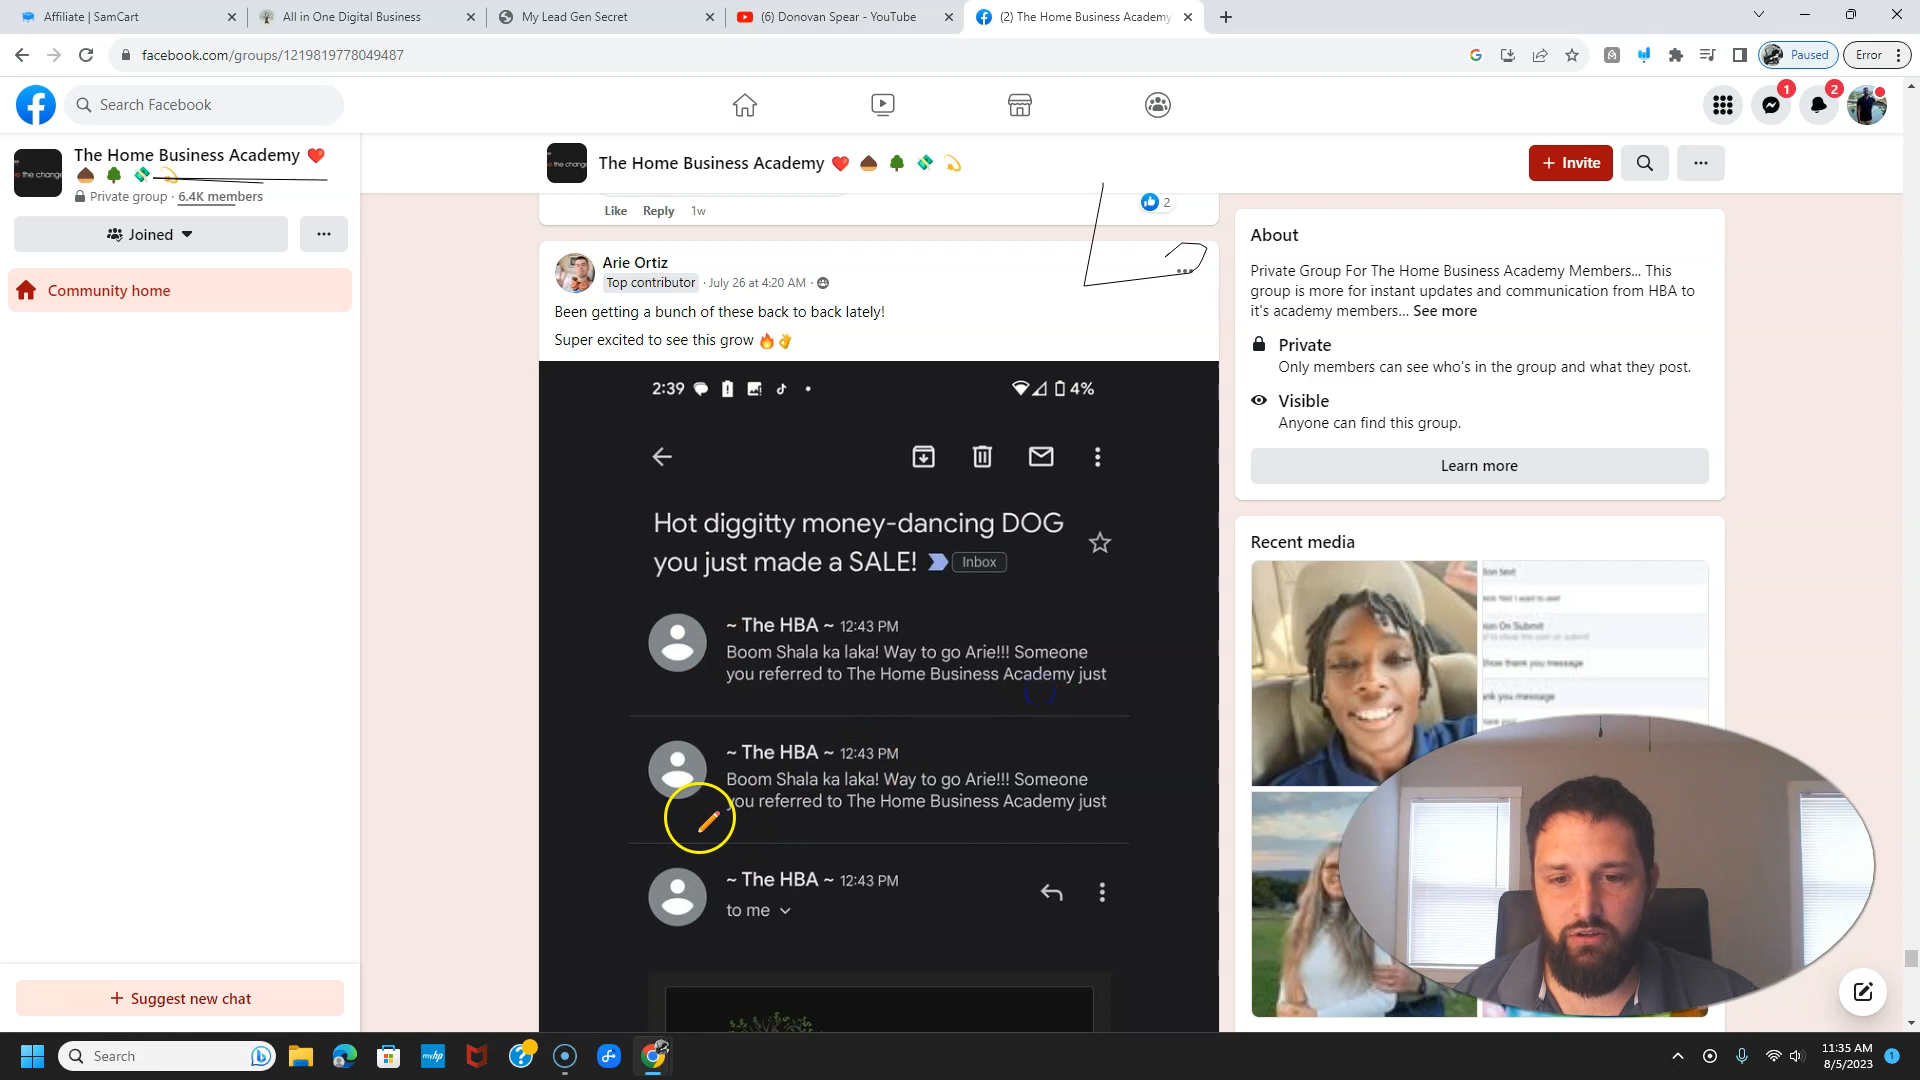 Affiliate | SamCart
All in One Digital Business
My Lead Gen Secret
(6) Donovan Spear - YouTube
(2) The Home Business Academy
facebook.com/groups/1219819778049487
Paused
Error
Search Facebook
1
2
The Home Business Academy ❤️
🌰 🌳 💸 💫
Private group · 6.4K members
Joined
Community home
+ Suggest new chat
the change
The Home Business Academy ❤️ 🌰 🌳 💸 💫
+ Invite
Like Reply 1w
2
Arie Ortiz
Top contributor · July 26 at 4:20 AM ·
Been getting a bunch of these back to back lately!
Super excited to see this grow 🔥👌
2:39
4%
Hot diggitty money-dancing DOG
you just made a SALE! Inbox
~ The HBA ~ 12:43 PM
Boom Shala ka laka! Way to go Arie!!! Someone
you referred to The Home Business Academy just
~ The HBA ~ 12:43 PM
Boom Shala ka laka! Way to go Arie!!! Someone
you referred to The Home Business Academy just
~ The HBA ~ 12:43 PM
to me
About
Private Group For The Home Business Academy Members... This
group is more for instant updates and communication from HBA to
it's academy members... See more
Private
Only members can see who's in the group and what they post.
Visible
Anyone can find this group.
Learn more
Recent media
Search
11:35 AM
8/5/2023
1